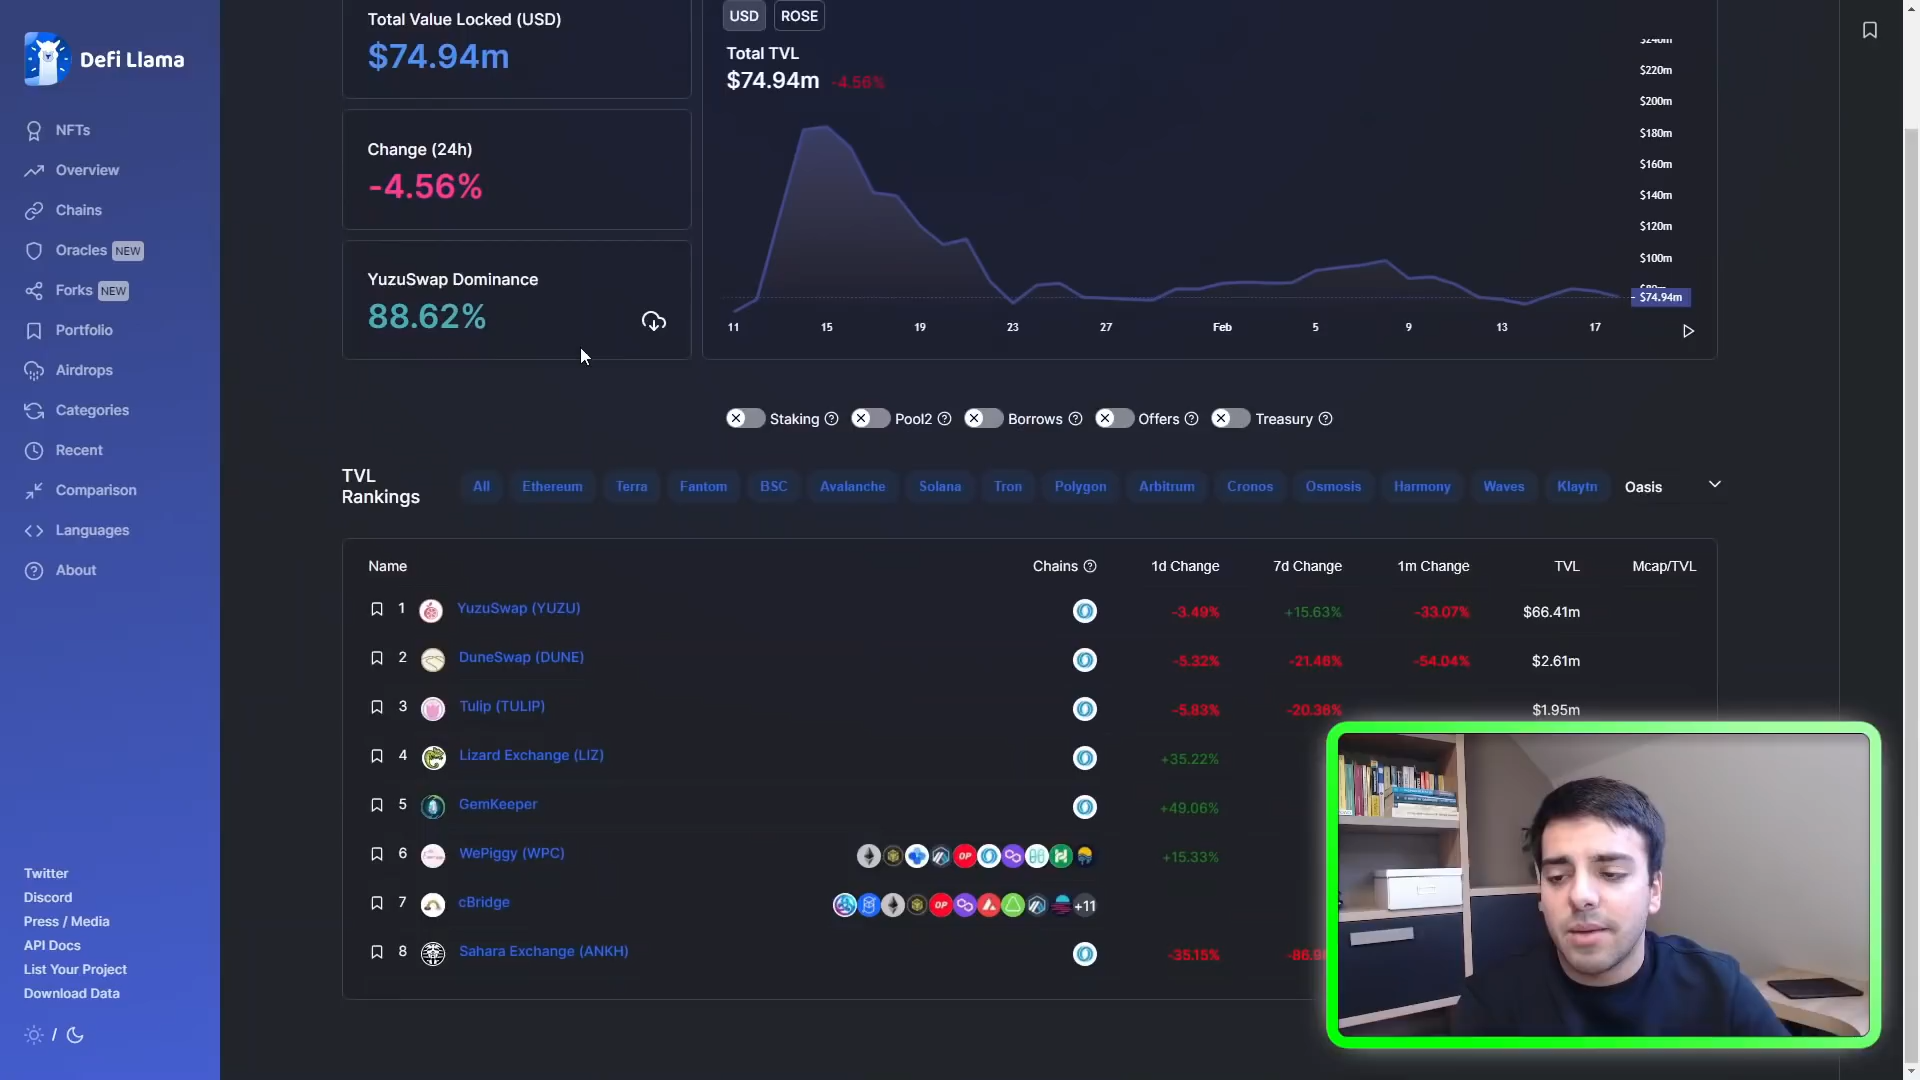 Defi Llama
NFTs
Overview
Chains
Oracles NEW
Forks NEW
Portfolio
Airdrops
Categories
Recent
Comparison
Languages
About
Twitter
Discord
Press / Media
API Docs
List Your Project
Download Data
/
Total Value Locked (USD)
$74.94m
Change (24h)
-4.56%
YuzuSwap Dominance
88.62%
USD ROSE
Total TVL
$74.94m -4.56%
$240m
$220m
$200m
$180m
$160m
$140m
$120m
$100m
$80m
$74.94m
11 15 19 23 27 Feb 5 9 13 17
Staking Pool2 Borrows Offers Treasury
TVL Rankings
All Ethereum Terra Fantom BSC Avalanche Solana Tron Polygon Arbitrum Cronos Osmosis Harmony Waves Klaytn Oasis
Name Chains 1d Change 7d Change 1m Change TVL Mcap/TVL
1 YuzuSwap (YUZU) -3.49% +15.63% -33.07% $66.41m
2 DuneSwap (DUNE) -5.32% -21.46% -54.04% $2.61m
3 Tulip (TULIP) -5.83% -20.36% $1.95m
4 Lizard Exchange (LIZ) +35.22%
5 GemKeeper +49.06%
6 WePiggy (WPC) OP +15.33%
7 cBridge OP +11
8 Sahara Exchange (ANKH) -35.15%